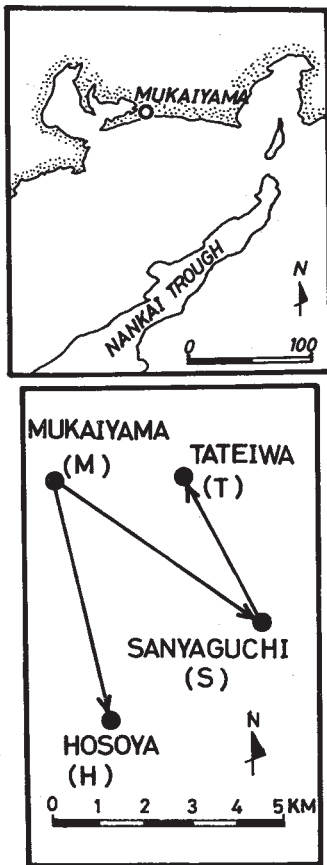 MUKAIYAMA
NANKAI TROUGH
N
0 100
MUKAIYAMA
(M)
TATEIWA
(T)
SANYAGUCHI
(S)
HOSOYA
(H)
N
0 1 2 3 4 5 KM